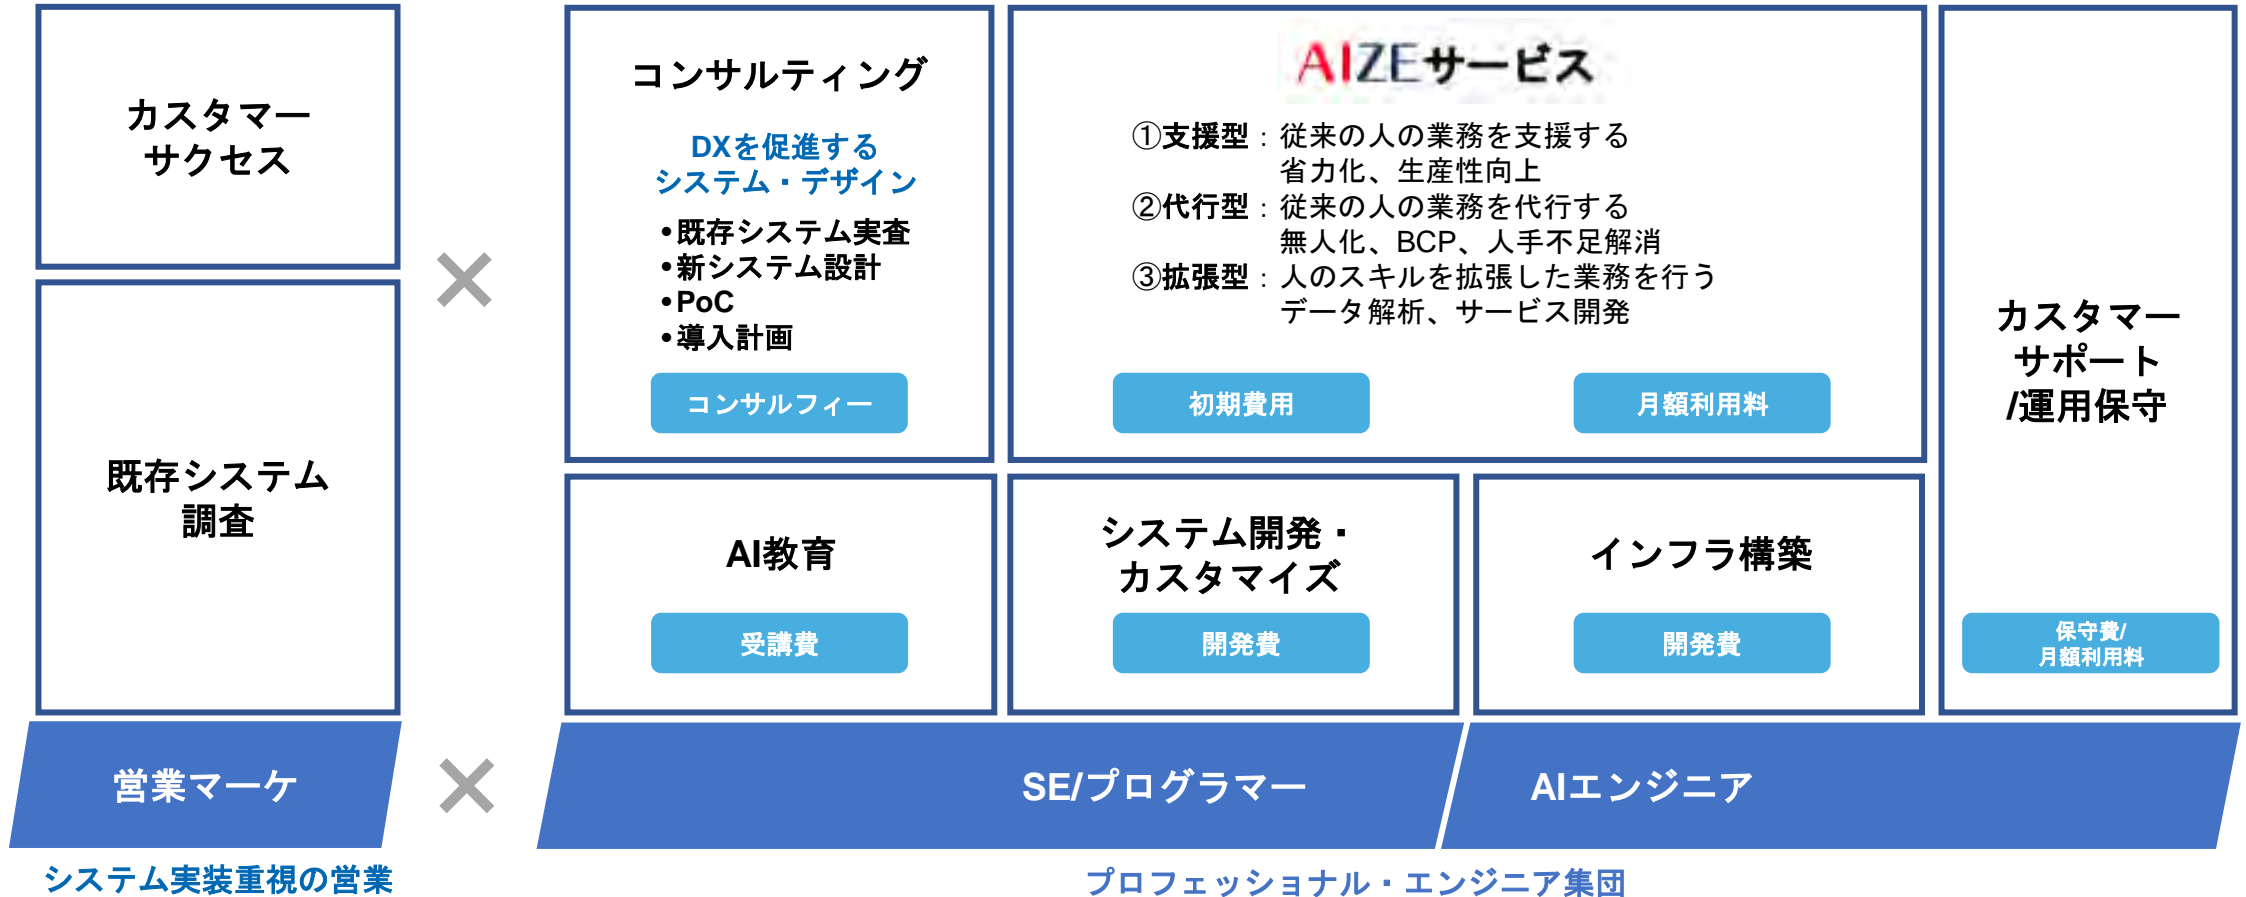 カスタマー
サクセス
既存システム
調査
×
コンサルティング
DXを促進する
システム・デザイン
•既存システム実査
•新システム設計
•PoC
•導入計画
コンサルフィー
AIZEサービス
①支援型：従来の人の業務を支援する
省力化、生産性向上
②代行型：従来の人の業務を代行する
無人化、BCP、人手不足解消
③拡張型：人のスキルを拡張した業務を行う
データ解析、サービス開発
初期費用
月額利用料
AI教育
受講費
システム開発・
カスタマイズ
開発費
インフラ構築
開発費
カスタマー
サポート
/運用保守
保守費/
月額利用料
営業マーケ
×
SE/プログラマー
AIエンジニア
システム実装重視の営業
プロフェッショナル・エンジニア集団